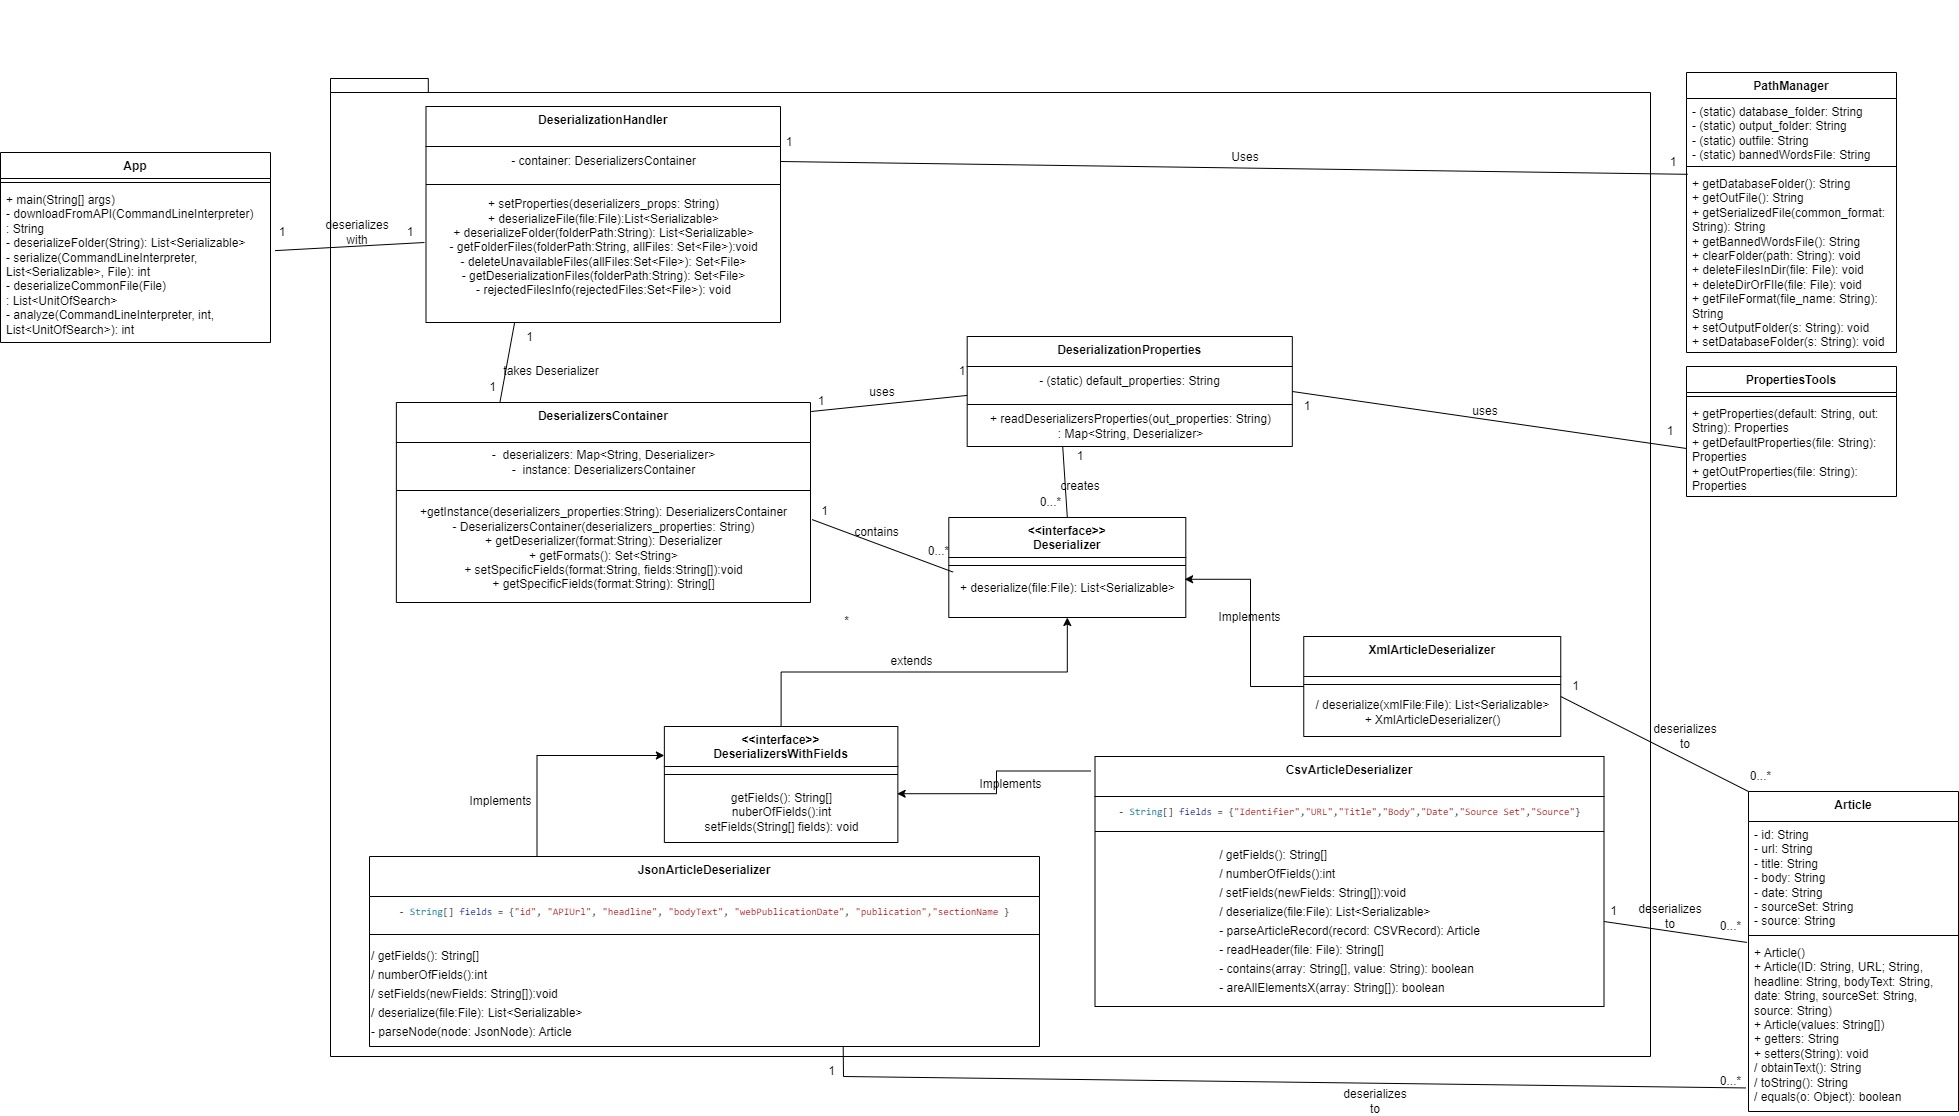 App
+ main(String[] args)
- downloadFromAPI(CommandLineInterpreter)
: String
- deserializeFolder(String): List<Serializable>
- serialize(CommandLineInterpreter,
List<Serializable>, File): int
- deserializeCommonFile(File)
: List<UnitOfSearch>
- analyze(CommandLineInterpreter, int,
List<UnitOfSearch>): int
1
deserializes
with
1
DeserializationHandler
- container: DeserializersContainer
+ setProperties(deserializers_props: String)
+ deserializeFile(file:File):List<Serializable>
+ deserializeFolder(folderPath:String): List<Serializable>
- getFolderFiles(folderPath:String, allFiles: Set<File>):void
- deleteUnavailableFiles(allFiles:Set<File>): Set<File>
- getDeserializationFiles(folderPath:String): Set<File>
- rejectedFilesInfo(rejectedFiles:Set<File>): void
1
Uses
1
PathManager
- (static) database_folder: String
- (static) output_folder: String
- (static) outfile: String
- (static) bannedWordsFile: String
+ getDatabaseFolder(): String
+ getOutFile(): String
+ getSerializedFile(common_format:
String): String
+ getBannedWordsFile(): String
+ clearFolder(path: String): void
+ deleteFilesInDir(file: File): void
+ deleteDirOrFIle(file: File): void
+ getFileFormat(file_name: String):
String
+ setOutputFolder(s: String): void
+ setDatabaseFolder(s: String): void
1
takes Deserializer
1
DeserializersContainer
- deserializers: Map<String, Deserializer>
- instance: DeserializersContainer
+getInstance(deserializers_properties:String): DeserializersContainer
- DeserializersContainer(deserializers_properties: String)
+ getDeserializer(format:String): Deserializer
+ getFormats(): Set<String>
+ setSpecificFields(format:String, fields:String[]):void
+ getSpecificFields(format:String): String[]
1
uses
1
DeserializationProperties
- (static) default_properties: String
+ readDeserializersProperties(out_properties: String)
: Map<String, Deserializer>
1
uses
1
PropertiesTools
+ getProperties(default: String, out:
String): Properties
+ getDefaultProperties(file: String):
Properties
+ getOutProperties(file: String):
Properties
1
creates
0...*
1
contains
0...*
<<interface>>
Deserializer
+ deserialize(file:File): List<Serializable>
*
extends
Implements
XmlArticleDeserializer
/ deserialize(xmlFile:File): List<Serializable>
+ XmlArticleDeserializer()
1
deserializes
to
0...*
<<interface>>
DeserializersWithFields
getFields(): String[]
nuberOfFields():int
setFields(String[] fields): void
Implements
Implements
CsvArticleDeserializer
- String[] fields = {"Identifier","URL","Title","Body","Date","Source Set","Source"}
/ getFields(): String[]
/ numberOfFields():int
/ setFields(newFields: String[]):void
/ deserialize(file:File): List<Serializable>
- parseArticleRecord(record: CSVRecord): Article
- readHeader(file: File): String[]
- contains(array: String[], value: String): boolean
- areAllElementsX(array: String[]): boolean
1
deserializes
to
0...*
JsonArticleDeserializer
- String[] fields = {"id", "APIUrl", "headline", "bodyText", "webPublicationDate", "publication","sectionName }
/ getFields(): String[]
/ numberOfFields():int
/ setFields(newFields: String[]):void
/ deserialize(file:File): List<Serializable>
- parseNode(node: JsonNode): Article
1
deserializes
to
0...*
Article
- id: String
- url: String
- title: String
- body: String
- date: String
- sourceSet: String
- source: String
+ Article()
+ Article(ID: String, URL; String,
headline: String, bodyText: String,
date: String, sourceSet: String,
source: String)
+ Article(values: String[])
+ getters: String
+ setters(String): void
/ obtainText(): String
/ toString(): String
/ equals(o: Object): boolean